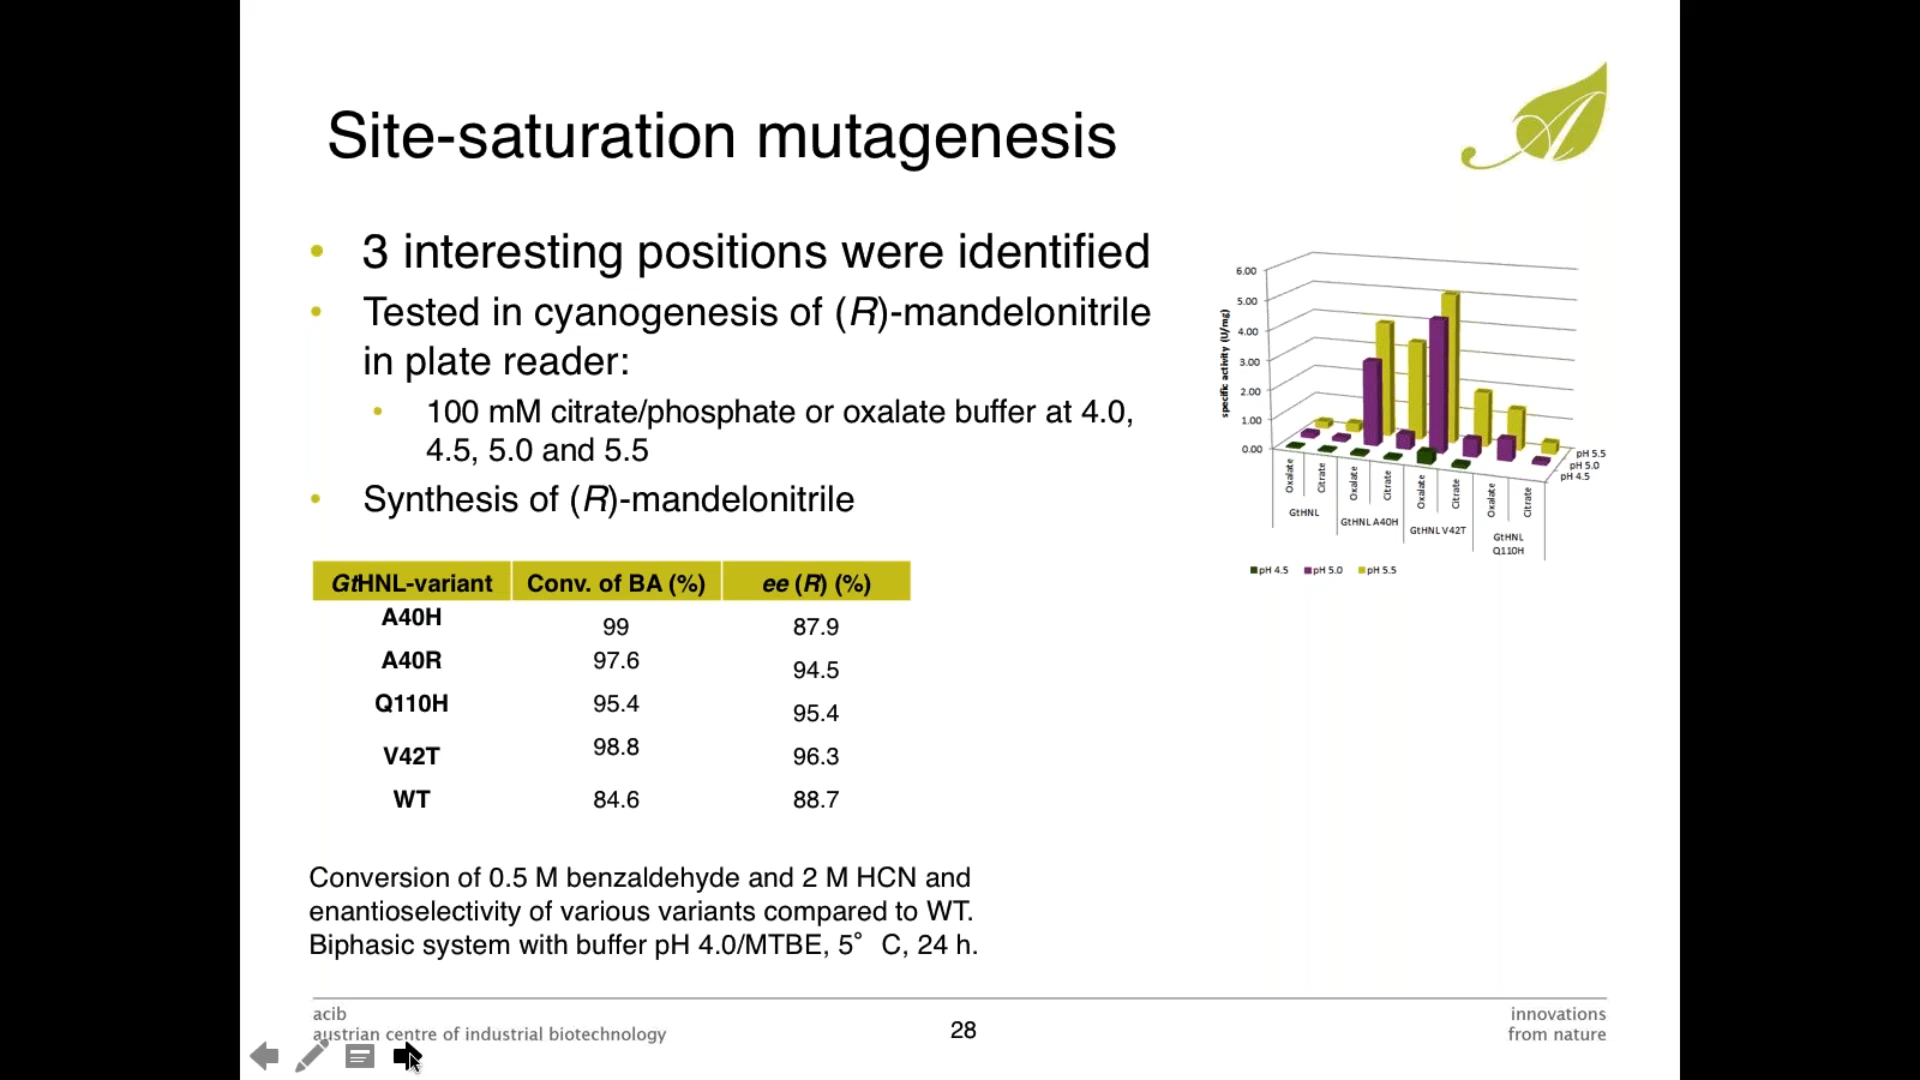 Site-saturation mutagenesis
• 3 interesting positions were identified
• Tested in cyanogenesis of (R)-mandelonitrile
in plate reader:
• 100 mM citrate/phosphate or oxalate buffer at 4.0,
4.5, 5.0 and 5.5
• Synthesis of (R)-mandelonitrile
specific activity (U/mg)
6.00
5.00
4.00
3.00
2.00
1.00
0.00
pH 5.5
pH 5.0
pH 4.5
Oxalate Citrate Oxalate Citrate Oxalate Citrate Oxalate Citrate
GtHNL GtHNL A40H GtHNL V42T GtHNL
Q110H
pH 4.5 pH 5.0 pH 5.5
GtHNL-variant Conv. of BA (%) ee (R) (%)
A40H 99 87.9
A40R 97.6 94.5
Q110H 95.4 95.4
V42T 98.8 96.3
WT 84.6 88.7
Conversion of 0.5 M benzaldehyde and 2 M HCN and
enantioselectivity of various variants compared to WT.
Biphasic system with buffer pH 4.0/MTBE, 5° C, 24 h.
acib
austrian centre of industrial biotechnology
28
innovations
from nature